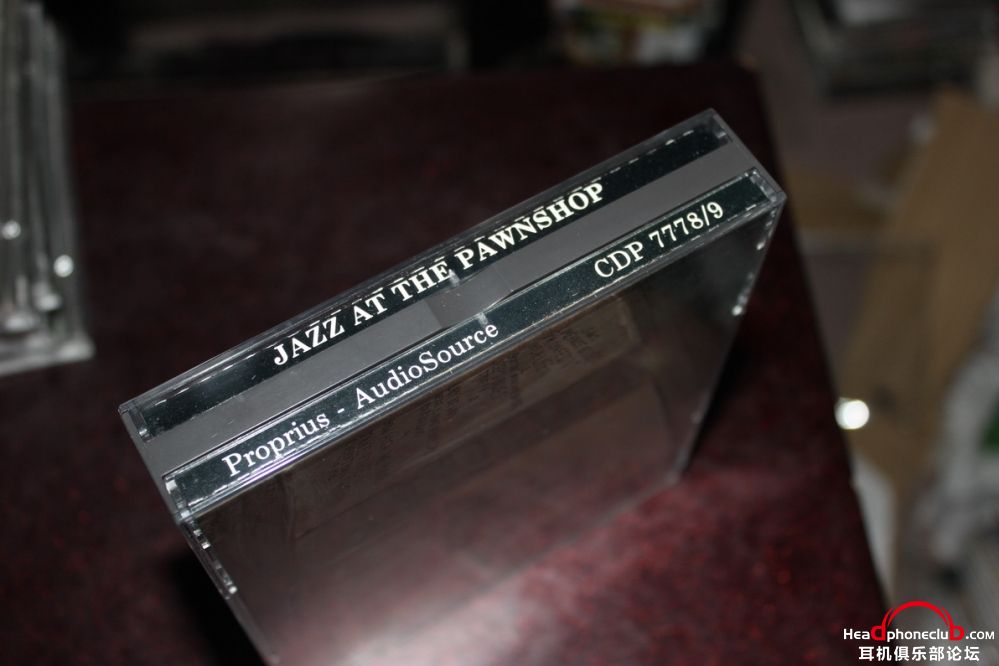 JAZZ AT THE PAWNSHOP
Proprius - AudioSource CDP 7778/9
Headphoneclub.com
耳机俱乐部论坛